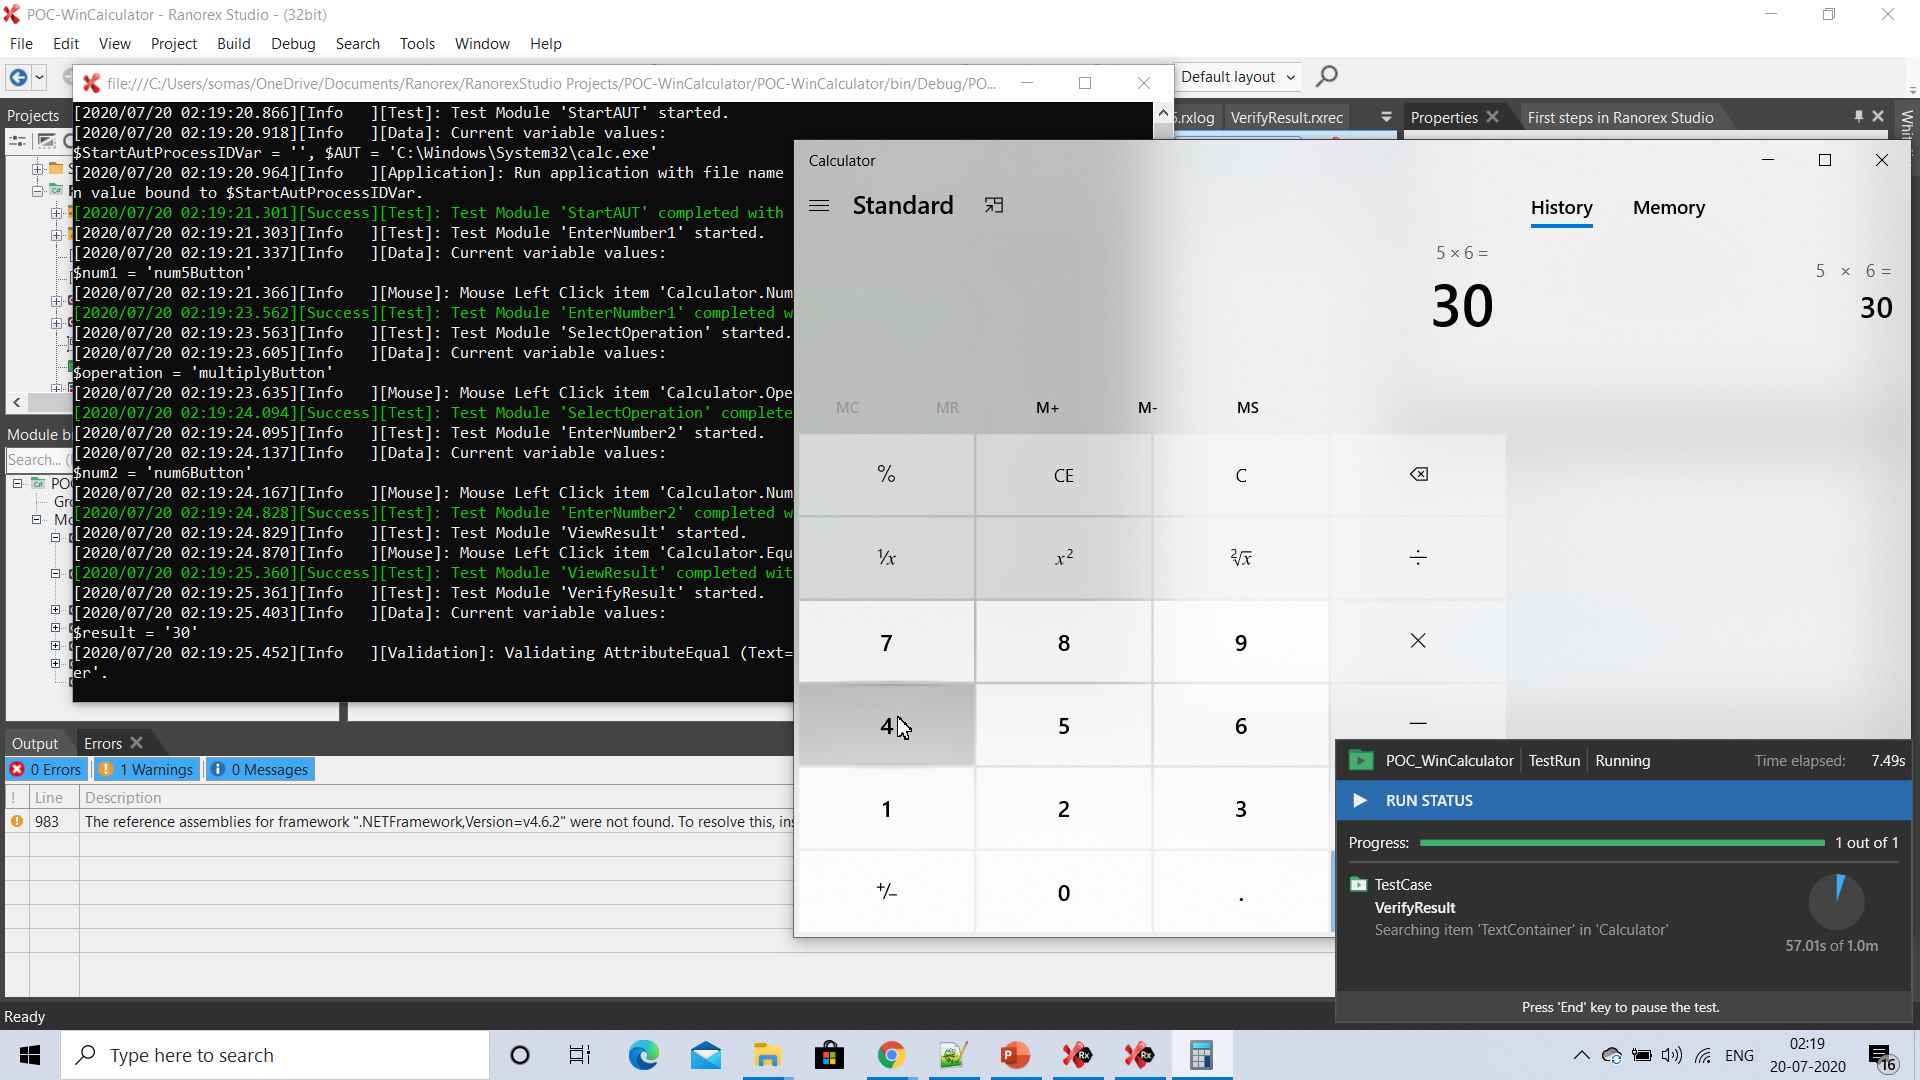 POC-WinCalculator - Ranorex Studio - (32bit)
File Edit View Project Build Debug Search Tools Window Help
file:///C:/Users/somas/OneDrive/Documents/Ranorex/RanorexStudio Projects/POC-WinCalculator/POC-WinCalculator/bin/Debug/PO...
Default layout
Projects
.rxlog VerifyResult.rxrec
Properties First steps in Ranorex Studio
[2020/07/20 02:19:20.866][Info ][Test]: Test Module 'StartAUT' started.
[2020/07/20 02:19:20.918][Info ][Data]: Current variable values:
$StartAutProcessIDVar = '', $AUT = 'C:\Windows\System32\calc.exe'
[2020/07/20 02:19:20.964][Info ][Application]: Run application with file name
n value bound to $StartAutProcessIDVar.
[2020/07/20 02:19:21.301][Success][Test]: Test Module 'StartAUT' completed with
[2020/07/20 02:19:21.303][Info ][Test]: Test Module 'EnterNumber1' started.
[2020/07/20 02:19:21.337][Info ][Data]: Current variable values:
$num1 = 'num5Button'
[2020/07/20 02:19:21.366][Info ][Mouse]: Mouse Left Click item 'Calculator.Num
[2020/07/20 02:19:23.562][Success][Test]: Test Module 'EnterNumber1' completed w
[2020/07/20 02:19:23.563][Info ][Test]: Test Module 'SelectOperation' started.
[2020/07/20 02:19:23.605][Info ][Data]: Current variable values:
$operation = 'multiplyButton'
[2020/07/20 02:19:23.635][Info ][Mouse]: Mouse Left Click item 'Calculator.Ope
[2020/07/20 02:19:24.094][Success][Test]: Test Module 'SelectOperation' complete
[2020/07/20 02:19:24.095][Info ][Test]: Test Module 'EnterNumber2' started.
[2020/07/20 02:19:24.137][Info ][Data]: Current variable values:
$num2 = 'num6Button'
[2020/07/20 02:19:24.167][Info ][Mouse]: Mouse Left Click item 'Calculator.Num
[2020/07/20 02:19:24.828][Success][Test]: Test Module 'EnterNumber2' completed w
[2020/07/20 02:19:24.829][Info ][Test]: Test Module 'ViewResult' started.
[2020/07/20 02:19:24.870][Info ][Mouse]: Mouse Left Click item 'Calculator.Equ
[2020/07/20 02:19:25.360][Success][Test]: Test Module 'ViewResult' completed wit
[2020/07/20 02:19:25.361][Info ][Test]: Test Module 'VerifyResult' started.
[2020/07/20 02:19:25.403][Info ][Data]: Current variable values:
$result = '30'
[2020/07/20 02:19:25.452][Info ][Validation]: Validating AttributeEqual (Text=
er'.
Module b
Search... (
PO
Gr
Mo
Calculator
Standard
History Memory
5 × 6 =
30
5 × 6 =
30
MC MR M+ M- MS
% CE C ⌫
¹⁄x x² ²√x ÷
7 8 9 ×
4 5 6 −
1 2 3
+/− 0 .
Output Errors
0 Errors 1 Warnings 0 Messages
! Line Description
983 The reference assemblies for framework ".NETFramework,Version=v4.6.2" were not found. To resolve this, ins
POC_WinCalculator TestRun Running Time elapsed: 7.49s
RUN STATUS
Progress: 1 out of 1
TestCase
VerifyResult
Searching item 'TextContainer' in 'Calculator'
57.01s of 1.0m
Press 'End' key to pause the test.
Ready
Type here to search
ENG
02:19
20-07-2020
16